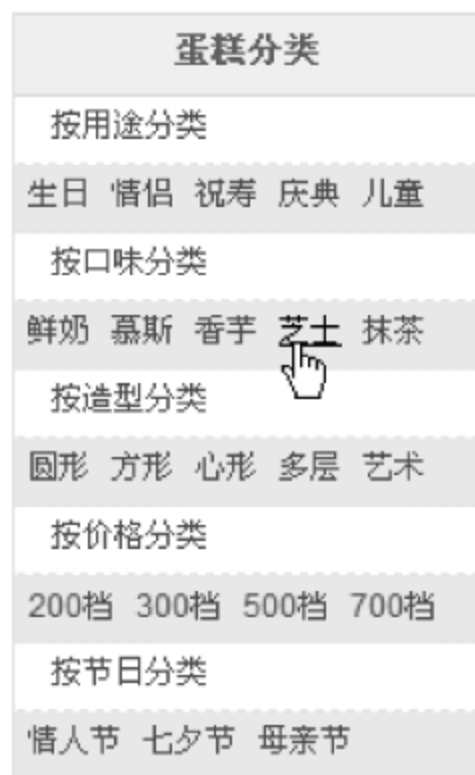 蛋糕分类
按用途分类
生日 情侣 祝寿 庆典 儿童
按口味分类
鲜奶 慕斯 香芋 芝士 抹茶
按造型分类
圆形 方形 心形 多层 艺术
按价格分类
200档 300档 500档 700档
按节日分类
情人节 七夕节 母亲节